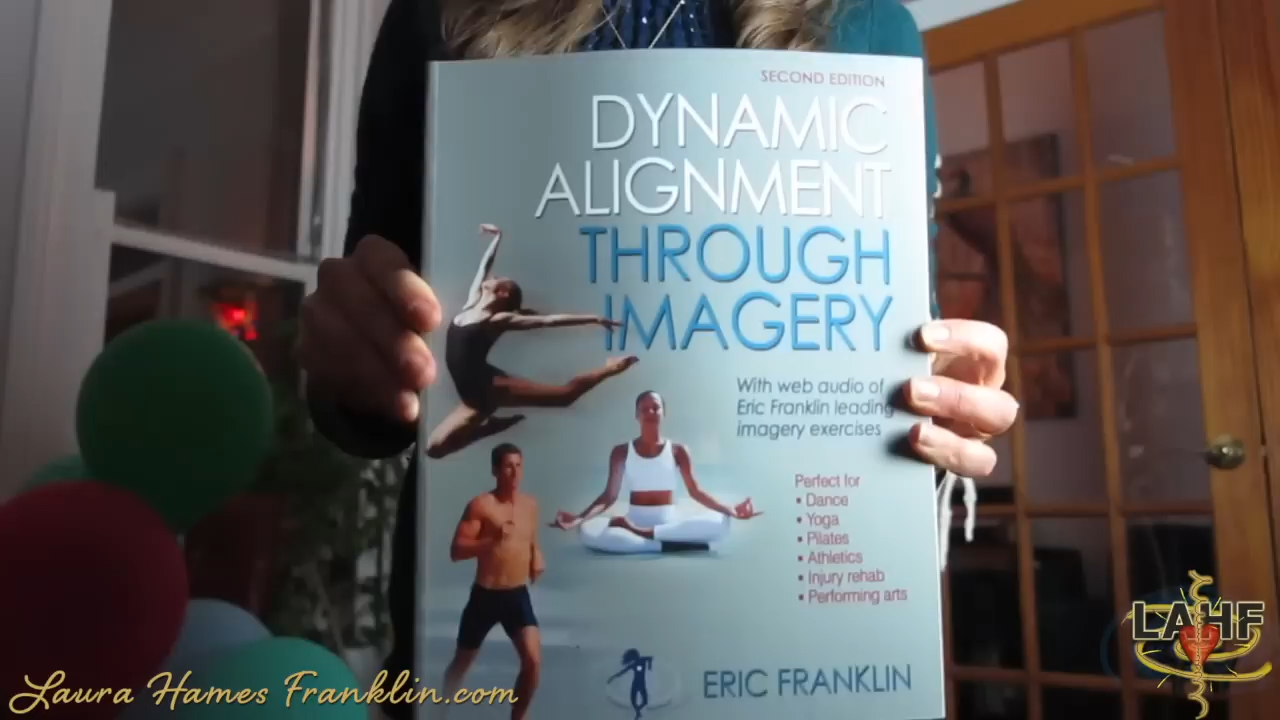 SECOND EDITION
DYNAMIC
ALIGNMENT
THROUGH
IMAGERY
With web audio of
Eric Franklin leading
imagery exercises
Perfect for
• Dance
• Yoga
• Pilates
• Athletics
• Injury rehab
• Performing arts
ERIC FRANKLIN
LAHF
Laura Hames Franklin.com